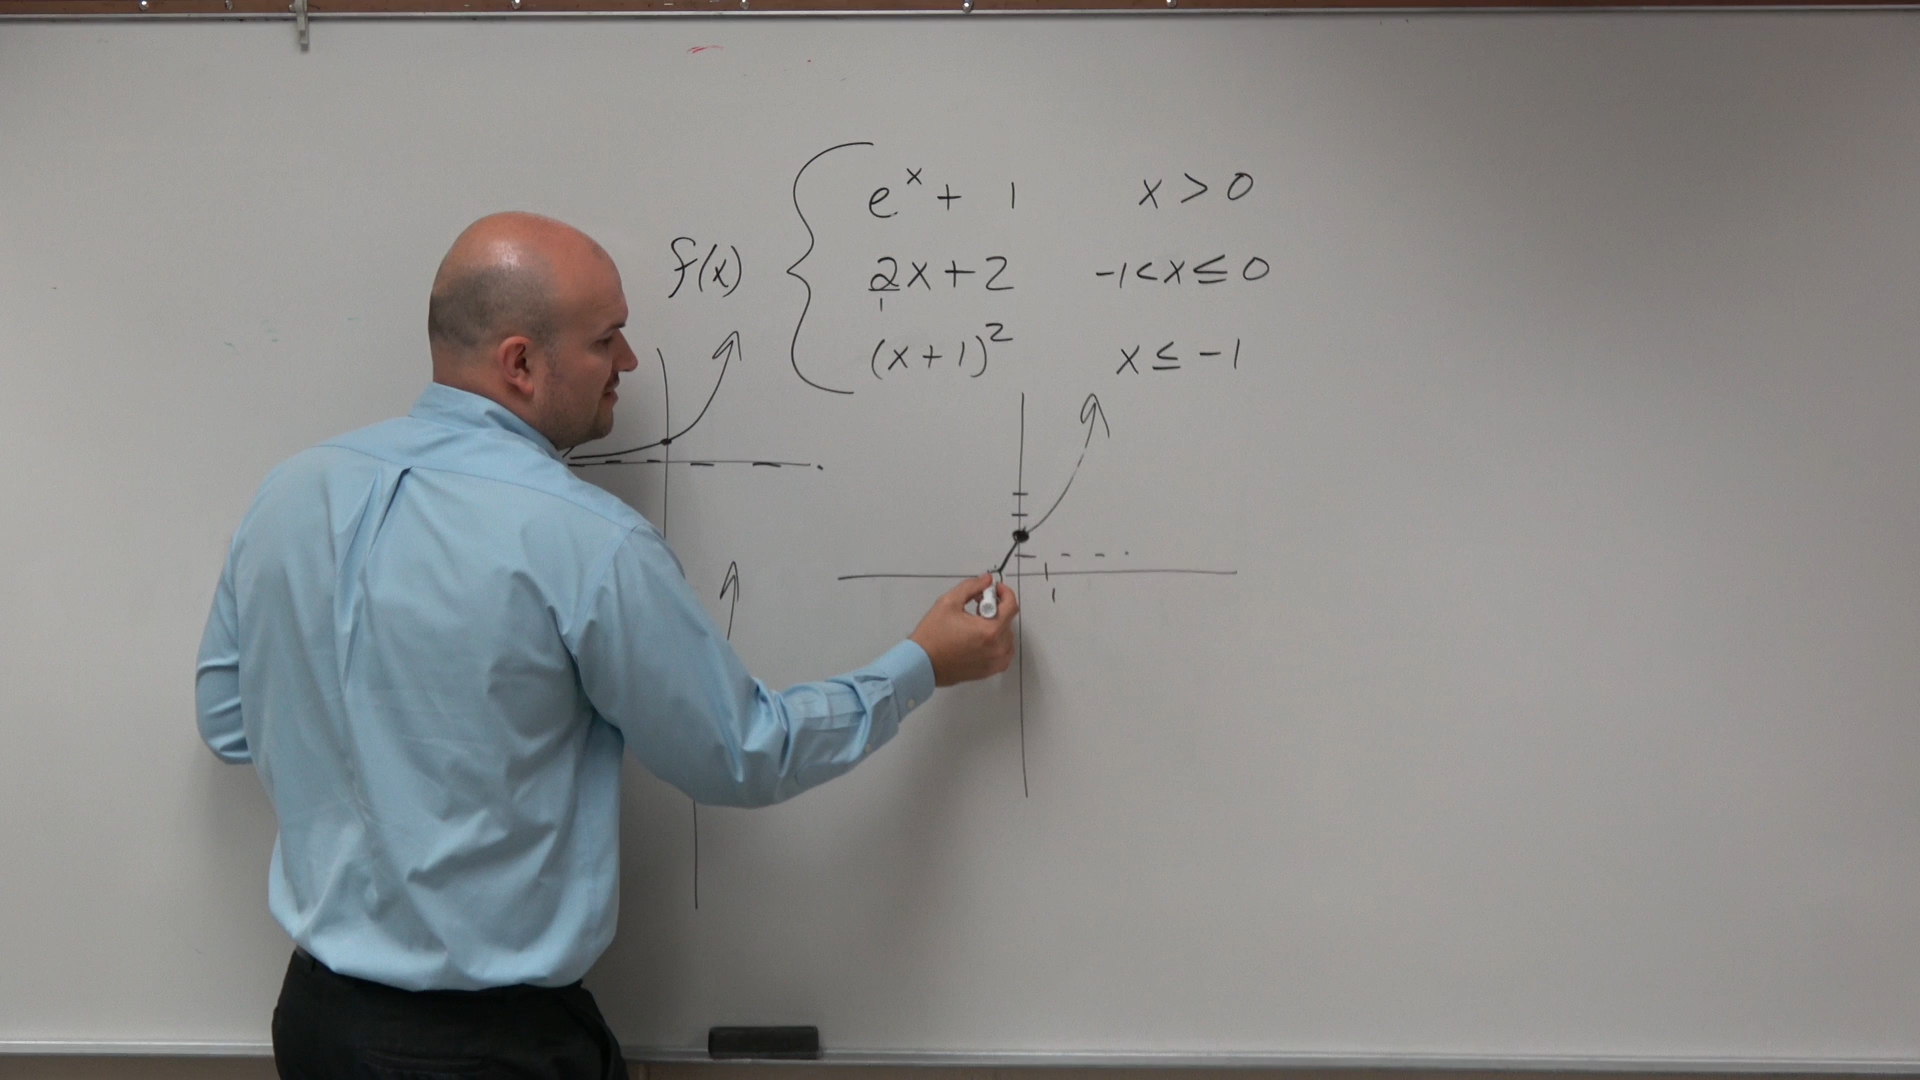 e^x + 1 x > 0
f(x) { 2x + 2 -1 < x ≤ 0
(x + 1)^2 x ≤ -1
1